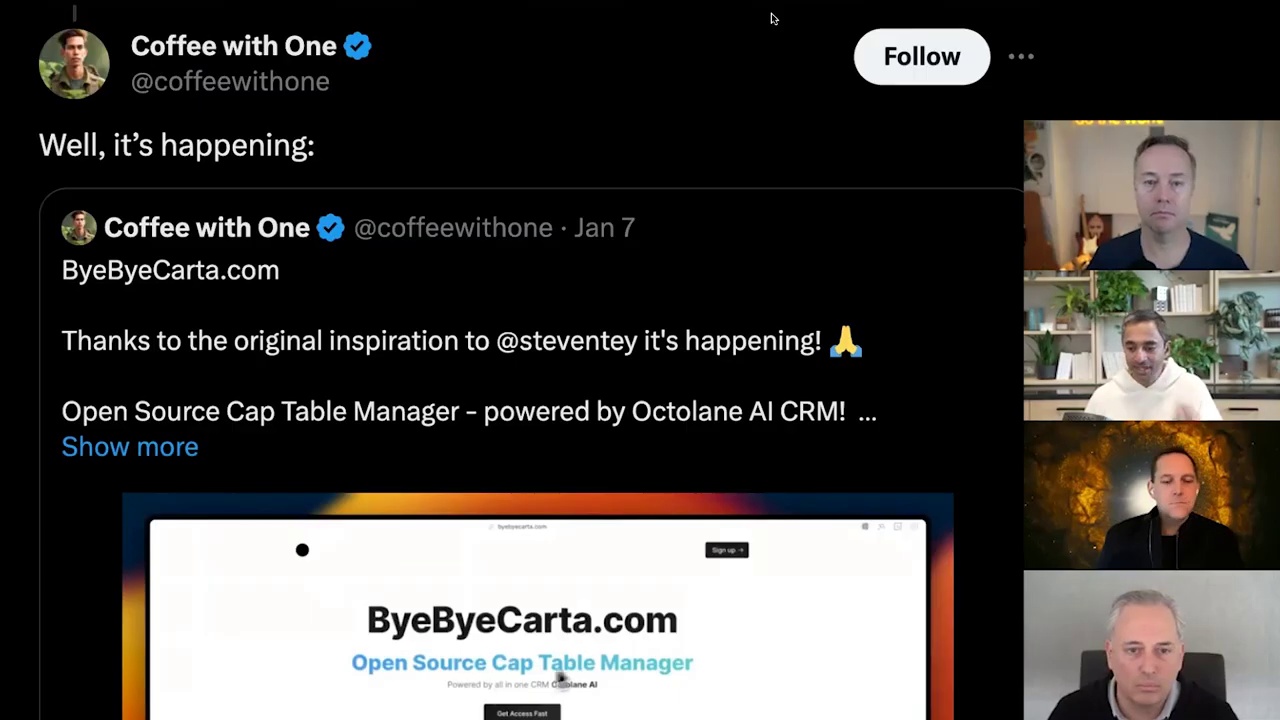 Coffee with One
@coffeewithone
Follow
Well, it’s happening:
Coffee with One @coffeewithone · Jan 7
ByeByeCarta.com
Thanks to the original inspiration to @steventey it's happening! 🙏
Open Source Cap Table Manager - powered by Octolane AI CRM! ...
Show more
byebyecarta.com
Sign up →
ByeByeCarta.com
Open Source Cap Table Manager
Powered by all in one CRM Octolane AI
Get Access Fast